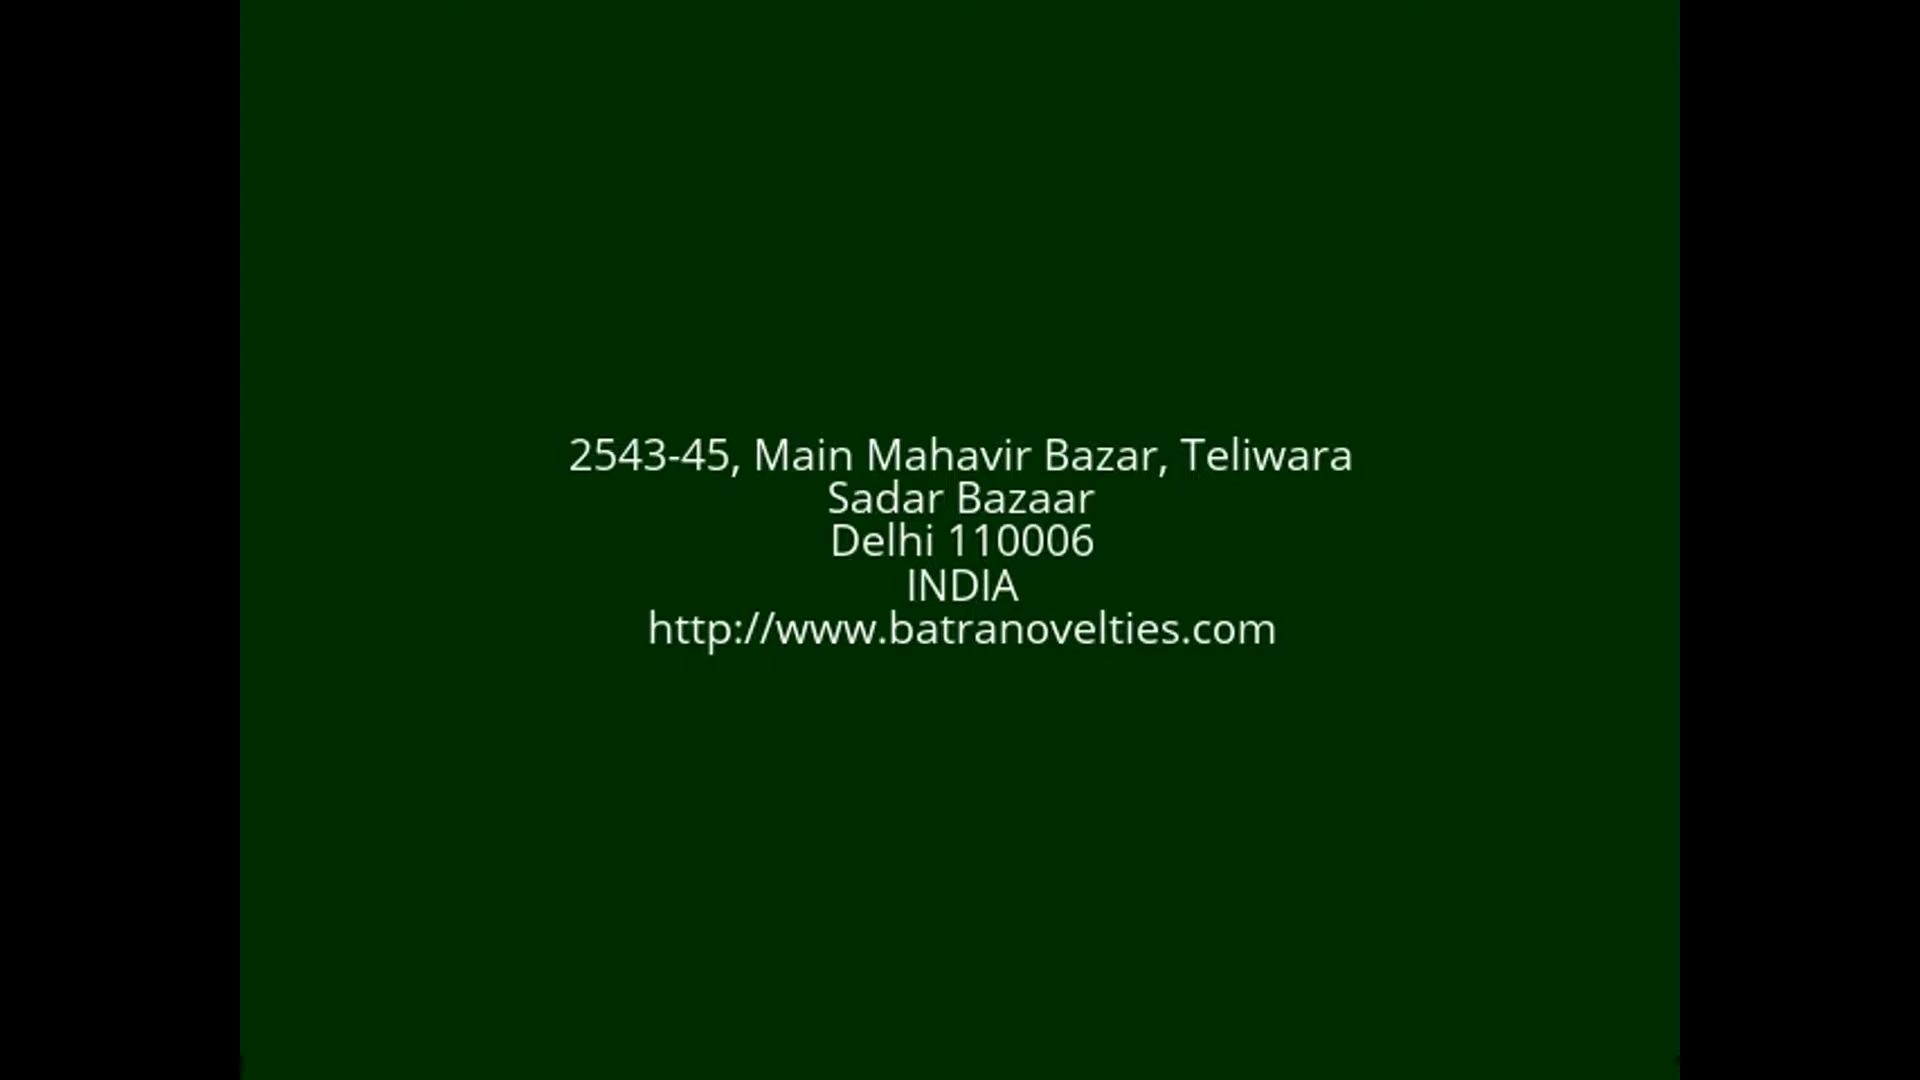 2543-45, Main Mahavir Bazar, Teliwara
Sadar Bazaar
Delhi 110006
INDIA
http://www.batranovelties.com